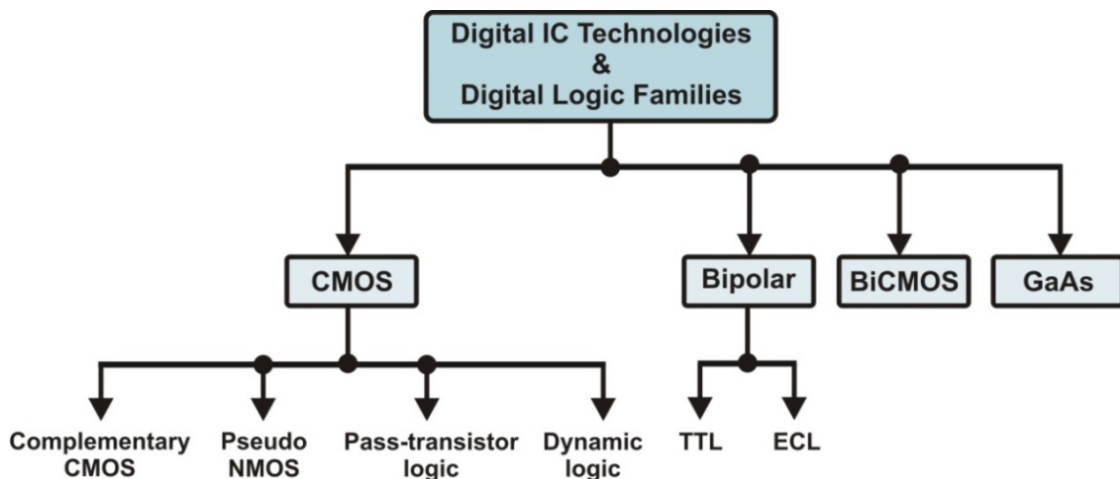 Digital IC Technologies
&
Digital Logic Families
CMOS
Bipolar
BiCMOS
GaAs
Complementary
CMOS
Pseudo
NMOS
Pass-transistor
logic
Dynamic
logic
TTL
ECL